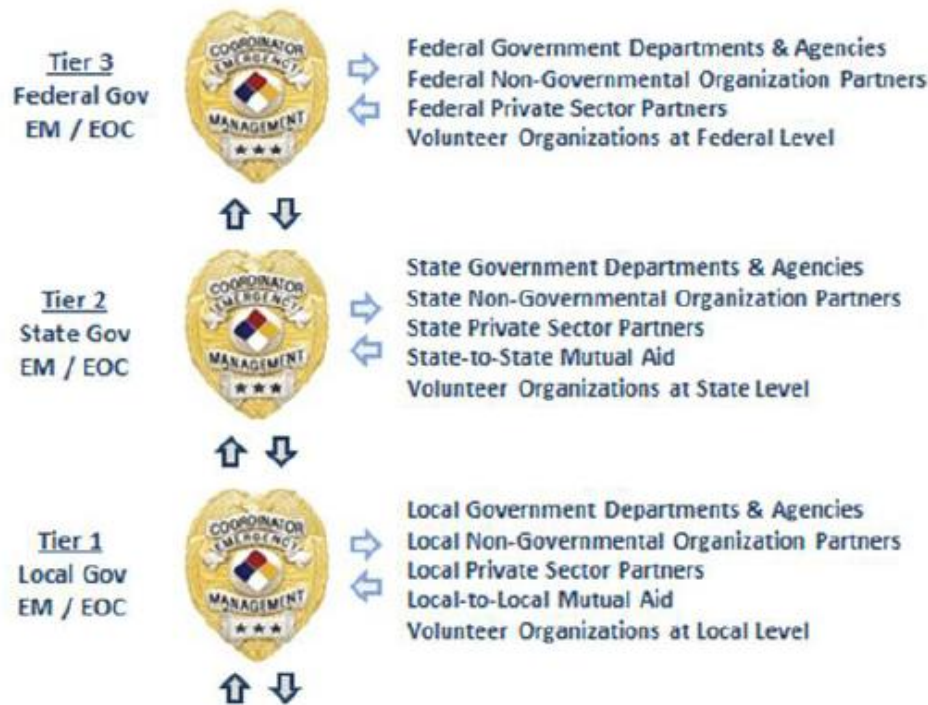 Tier 3
Federal Gov
EM / EOC
COORDINATOR
EMERGENCY
MANAGEMENT
Federal Government Departments & Agencies
Federal Non-Governmental Organization Partners
Federal Private Sector Partners
Volunteer Organizations at Federal Level
Tier 2
State Gov
EM / EOC
COORDINATOR
EMERGENCY
MANAGEMENT
State Government Departments & Agencies
State Non-Governmental Organization Partners
State Private Sector Partners
State-to-State Mutual Aid
Volunteer Organizations at State Level
Tier 1
Local Gov
EM / EOC
COORDINATOR
EMERGENCY
MANAGEMENT
Local Government Departments & Agencies
Local Non-Governmental Organization Partners
Local Private Sector Partners
Local-to-Local Mutual Aid
Volunteer Organizations at Local Level